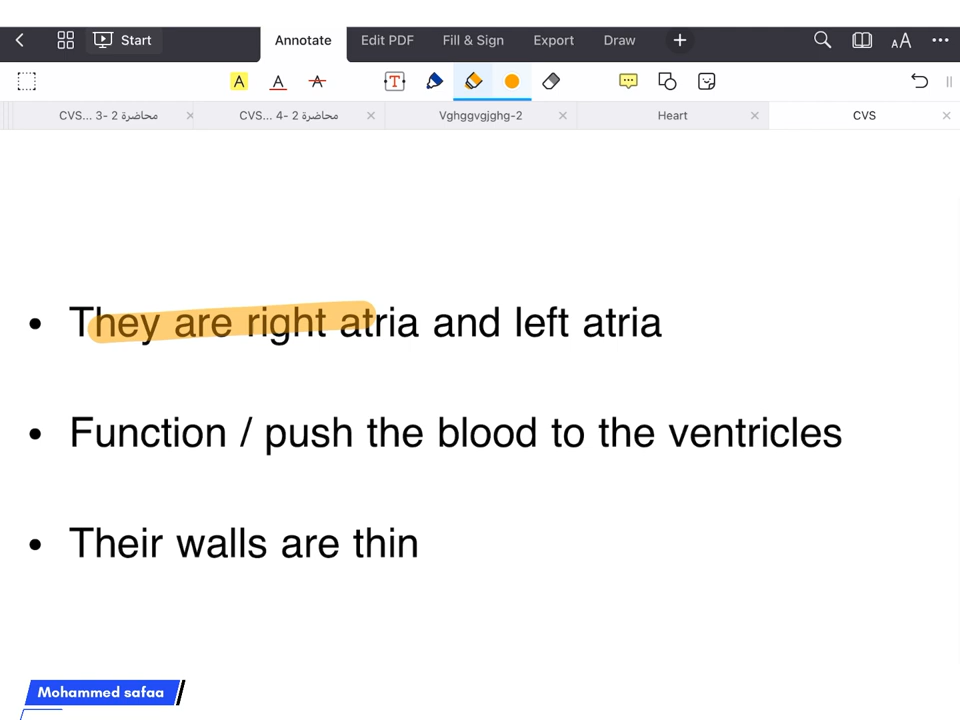 Start
Annotate
Edit PDF
Fill & Sign
Export
Draw
CVS... 3- 2 محاضرة
CVS... 4- 2 محاضرة
Vghggvgjghg-2
Heart
CVS
• They are right atria and left atria
• Function / push the blood to the ventricles
• Their walls are thin
Mohammed safaa